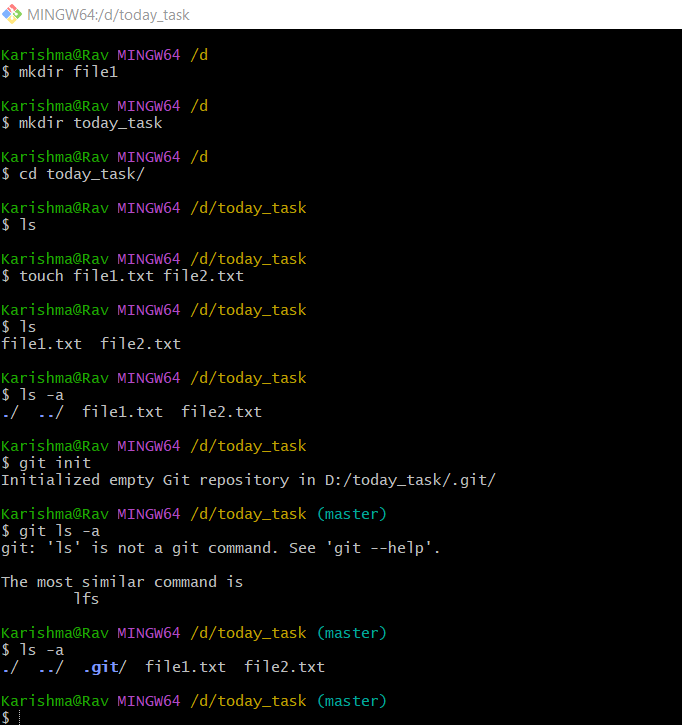 MINGW64:/d/today_task
Karishma@Rav MINGW64 /d
$ mkdir file1
Karishma@Rav MINGW64 /d
$ mkdir today_task
Karishma@Rav MINGW64 /d
$ cd today_task/
Karishma@Rav MINGW64 /d/today_task
$ ls
Karishma@Rav MINGW64 /d/today_task
$ touch file1.txt file2.txt
Karishma@Rav MINGW64 /d/today_task
$ ls
file1.txt  file2.txt
Karishma@Rav MINGW64 /d/today_task
$ ls -a
./  ../  file1.txt  file2.txt
Karishma@Rav MINGW64 /d/today_task
$ git init
Initialized empty Git repository in D:/today_task/.git/
Karishma@Rav MINGW64 /d/today_task (master)
$ git ls -a
git: 'ls' is not a git command. See 'git --help'.
The most similar command is
        lfs
Karishma@Rav MINGW64 /d/today_task (master)
$ ls -a
./  ../  .git/  file1.txt  file2.txt
Karishma@Rav MINGW64 /d/today_task (master)
$